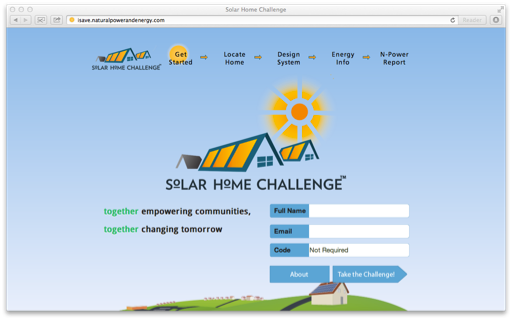 Solar Home Challenge
isave.naturalpowerandenergy.com
Reader
SOLAR HOME CHALLENGE™
Get Started
Locate Home
Design System
Energy Info
N-Power Report
SOLAR HOME CHALLENGE™
together empowering communities,
together changing tomorrow
Full Name
Email
Code Not Required
About
Take the Challenge!